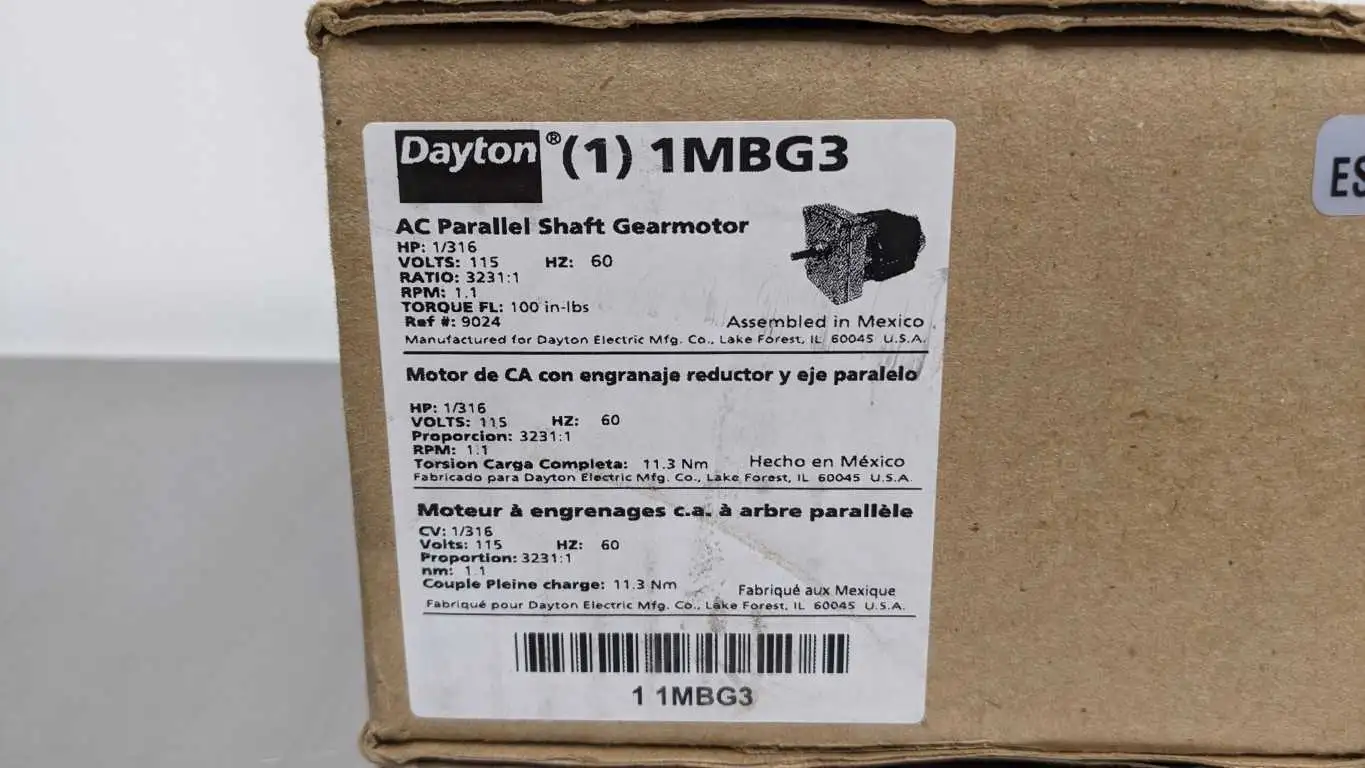 Dayton® (1) 1MBG3
AC Parallel Shaft Gearmotor
HP: 1/316
VOLTS: 115 HZ: 60
RATIO: 3231:1
RPM: 1.1
TORQUE FL: 100 in-lbs
Ref #: 9024 Assembled in Mexico
Manufactured for Dayton Electric Mfg. Co., Lake Forest, IL 60045 U.S.A.
Motor de CA con engranaje reductor y eje paralelo
HP: 1/316
VOLTS: 115 HZ: 60
Proporcion: 3231:1
RPM: 1.1
Torsion Carga Completa: 11.3 Nm Hecho en México
Fabricado para Dayton Electric Mfg. Co., Lake Forest, IL 60045 U.S.A.
Moteur à engrenages c.a. à arbre parallèle
CV: 1/316
Volts: 115 HZ: 60
Proportion: 3231:1
nm: 1.1
Couple Pleine charge: 11.3 Nm Fabriqué aux Mexique
Fabriqué pour Dayton Electric Mfg. Co., Lake Forest, IL 60045 U.S.A.
1 1MBG3